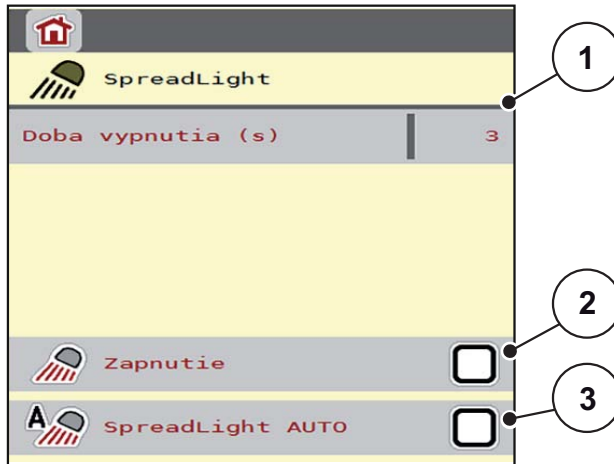 SpreadLight
1
Doba vypnutia (s) 3
2
Zapnutie
3
A
SpreadLight AUTO